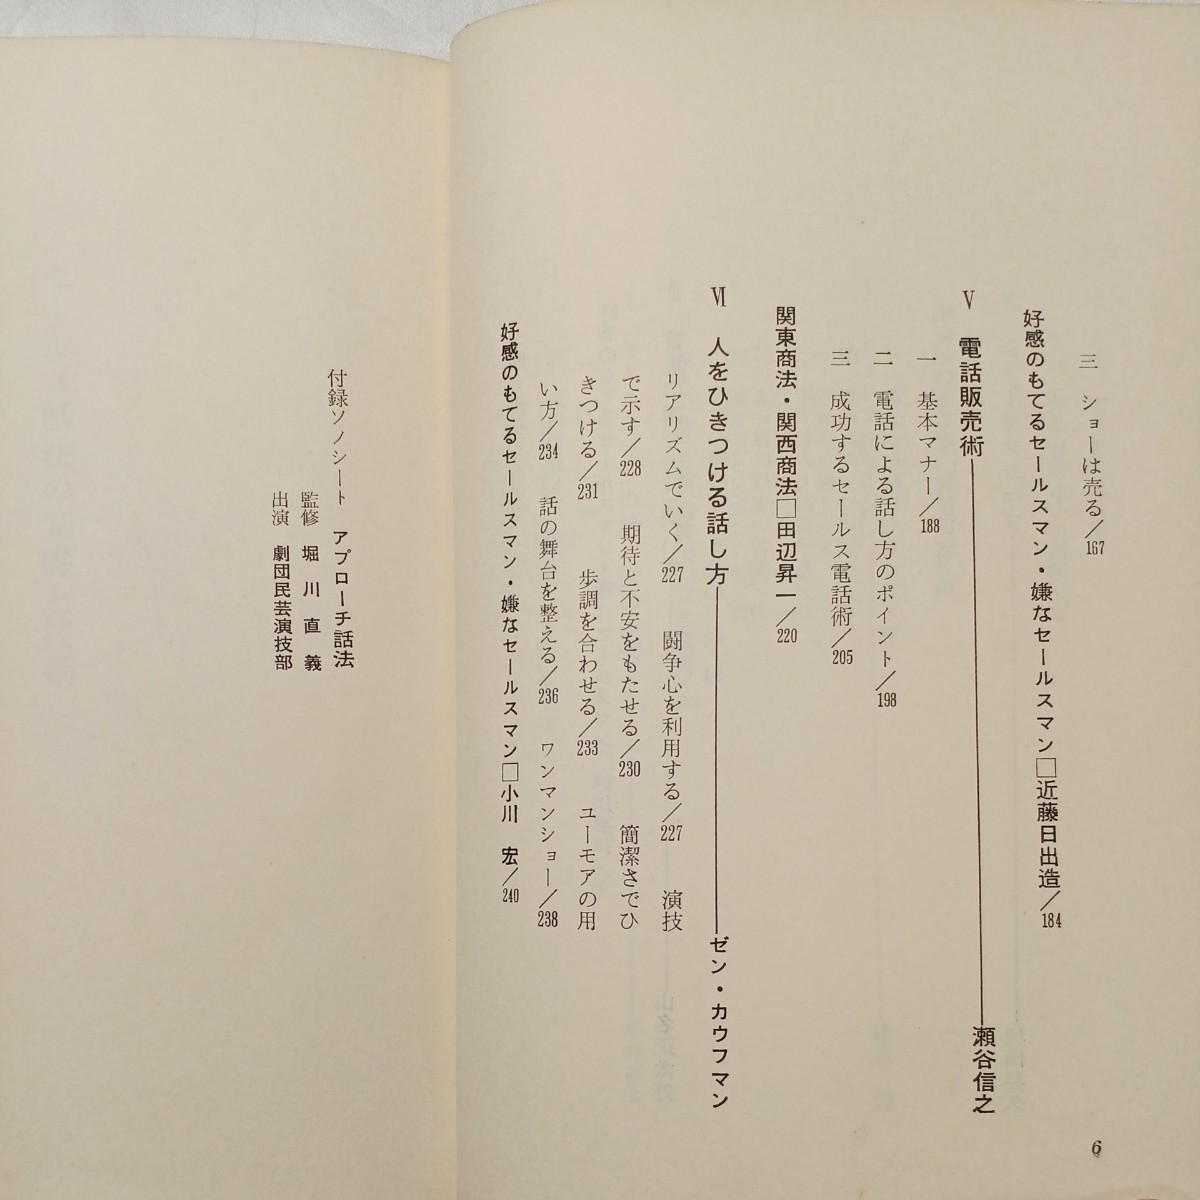 三　ショーは売る/167
好感のもてるセールスマン・嫌なセールスマン□近藤日出造/184
Ⅴ　電話販売術――瀬谷信之
一　基本マナー/188
二　電話による話し方のポイント/198
三　成功するセールス電話術/205
関東商法・関西商法□田辺昇一/220
Ⅵ　人をひきつける話し方――ゼン・カウフマン
リアリズムでいく/227　闘争心を利用する/227　演技
で示す/228　期待と不安をもたせる/230　簡潔さでひ
きつける/231　歩調を合わせる/233　ユーモアの用
い方/234　話の舞台を整える/236　ワンマンショー/238
好感のもてるセールスマン・嫌なセールスマン□小川　宏/240
6
付録ソノシート　アプローチ話法
監修　堀川直義
出演　劇団民芸演技部